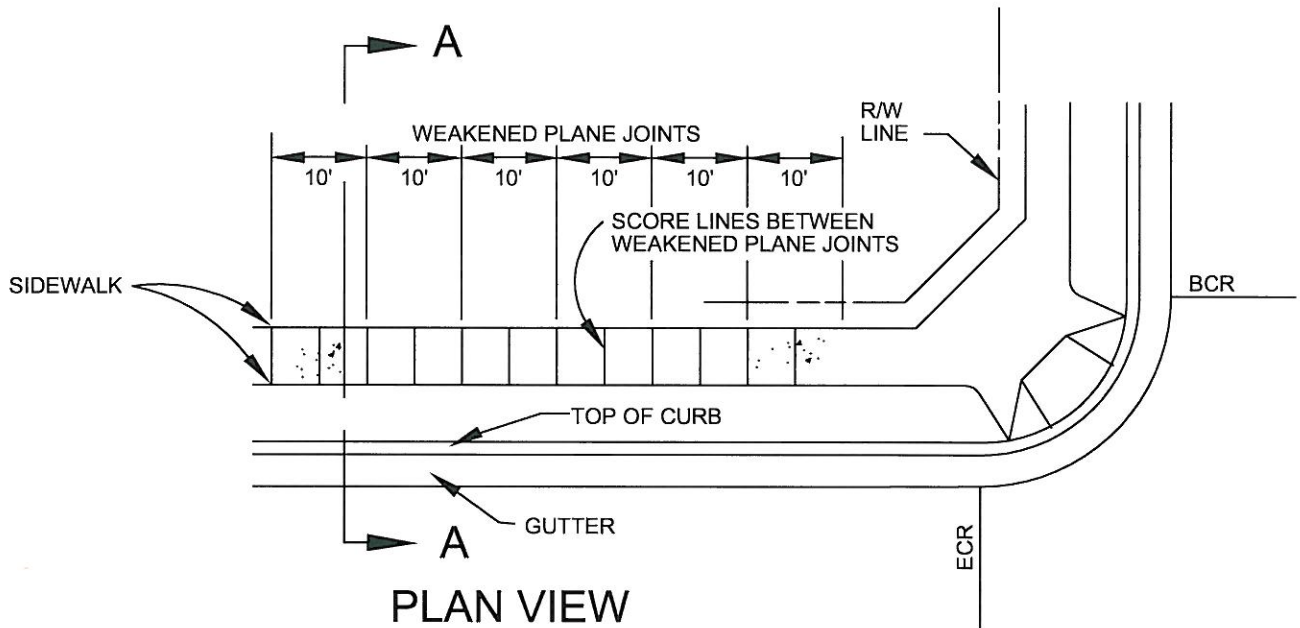 A
WEAKENED PLANE JOINTS
10' 10' 10' 10' 10' 10'
R/W
LINE
SCORE LINES BETWEEN
WEAKENED PLANE JOINTS
SIDEWALK
BCR
TOP OF CURB
GUTTER
A
ECR
PLAN VIEW